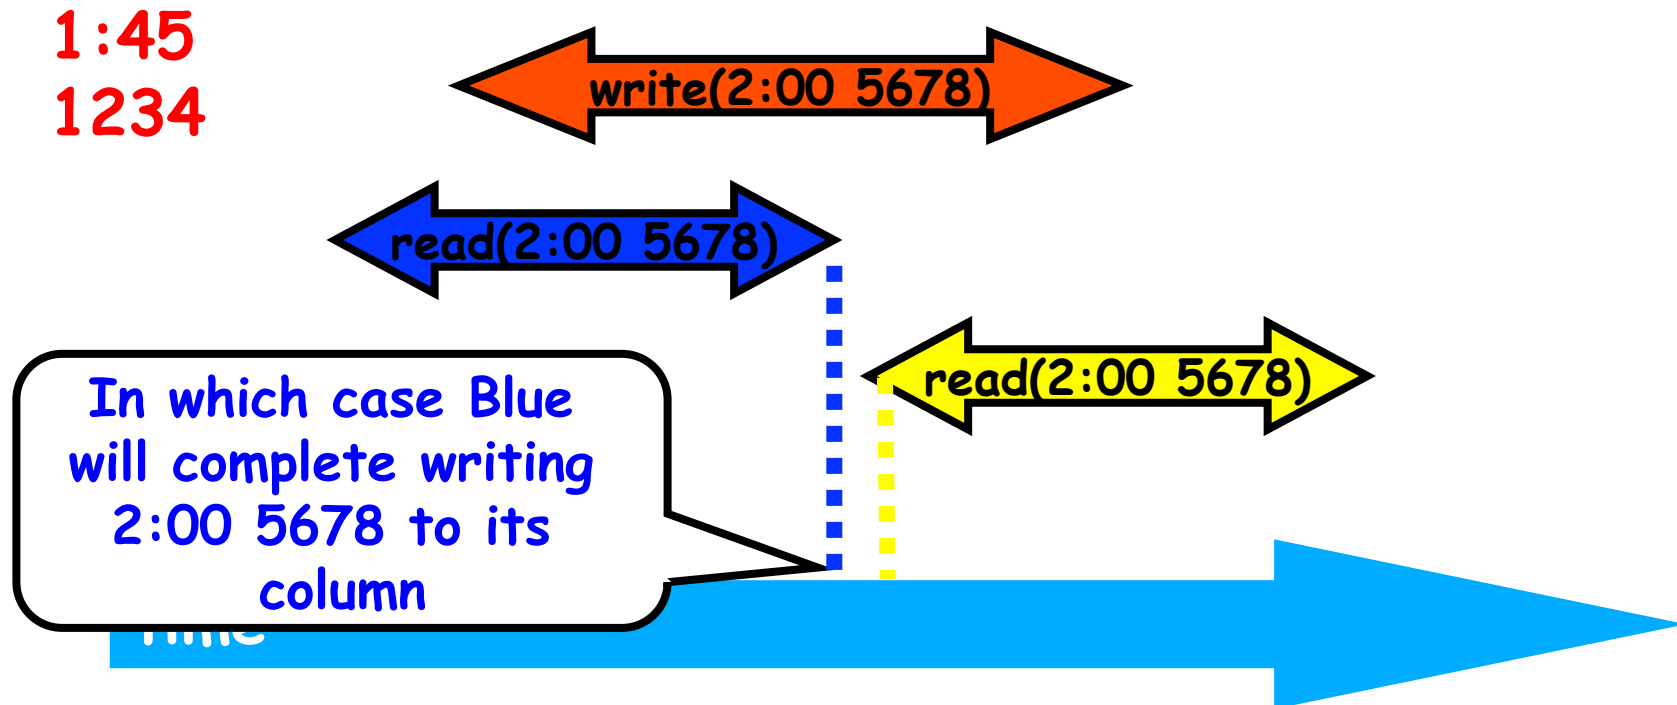 1:45
1234
write(2:00 5678)
read(2:00 5678)
read(2:00 5678)
In which case Blue
will complete writing
2:00 5678 to its
column
Time